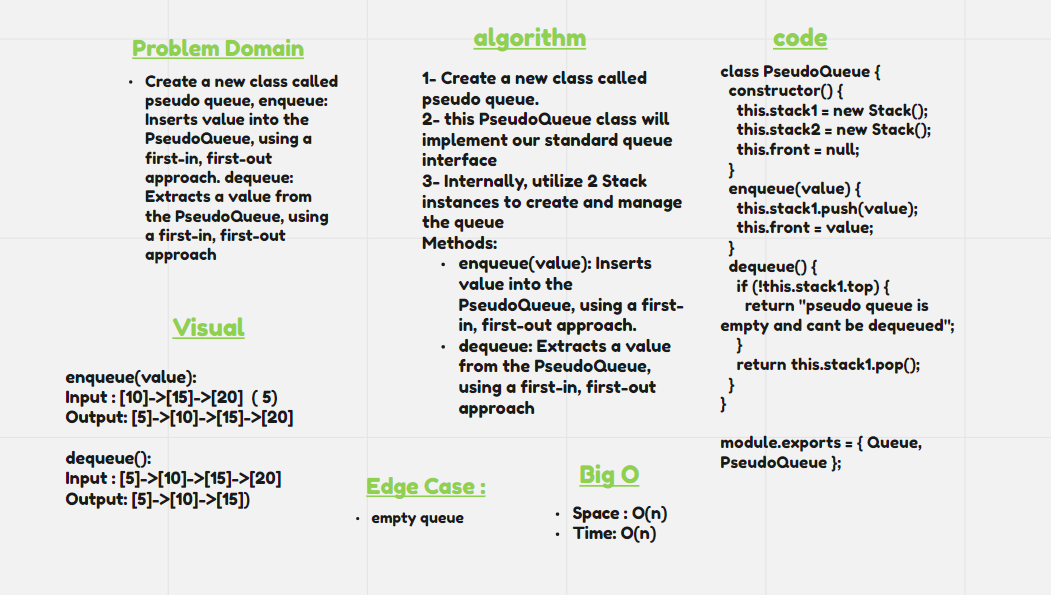 Problem Domain
• Create a new class called
pseudo queue, enqueue:
Inserts value into the
PseudoQueue, using a
first-in, first-out
approach. dequeue:
Extracts a value from
the PseudoQueue, using
a first-in, first-out
approach
Visual
enqueue(value):
Input : [10]->[15]->[20] ( 5)
Output: [5]->[10]->[15]->[20]
dequeue():
Input : [5]->[10]->[15]->[20]
Output: [5]->[10]->[15])
algorithm
1- Create a new class called
pseudo queue.
2- this PseudoQueue class will
implement our standard queue
interface
3- Internally, utilize 2 Stack
instances to create and manage
the queue
Methods:
• enqueue(value): Inserts
value into the
PseudoQueue, using a first-
in, first-out approach.
• dequeue: Extracts a value
from the PseudoQueue,
using a first-in, first-out
approach
Edge Case :
• empty queue
Big O
• Space : O(n)
• Time: O(n)
code
class PseudoQueue {
constructor() {
this.stack1 = new Stack();
this.stack2 = new Stack();
this.front = null;
}
enqueue(value) {
this.stack1.push(value);
this.front = value;
}
dequeue() {
if (!this.stack1.top) {
return "pseudo queue is
empty and cant be dequeued";
}
return this.stack1.pop();
}
}
module.exports = { Queue,
PseudoQueue };